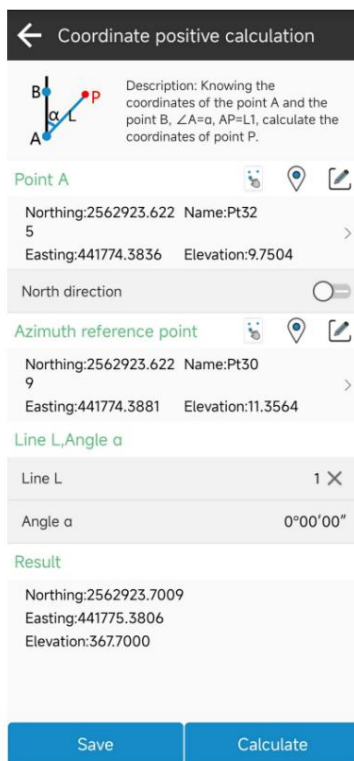 Coordinate positive calculation
B
P
α
L
A
Description: Knowing the
coordinates of the point A and the
point B, ∠A=α, AP=L1, calculate the
coordinates of point P.
Point A
Northing:2562923.622 Name:Pt32
5
Easting:441774.3836 Elevation:9.7504
North direction
Azimuth reference point
Northing:2562923.622 Name:Pt30
9
Easting:441774.3881 Elevation:11.3564
Line L,Angle α
Line L 1
Angle α 0°00′00″
Result
Northing:2562923.7009
Easting:441775.3806
Elevation:367.7000
Save Calculate